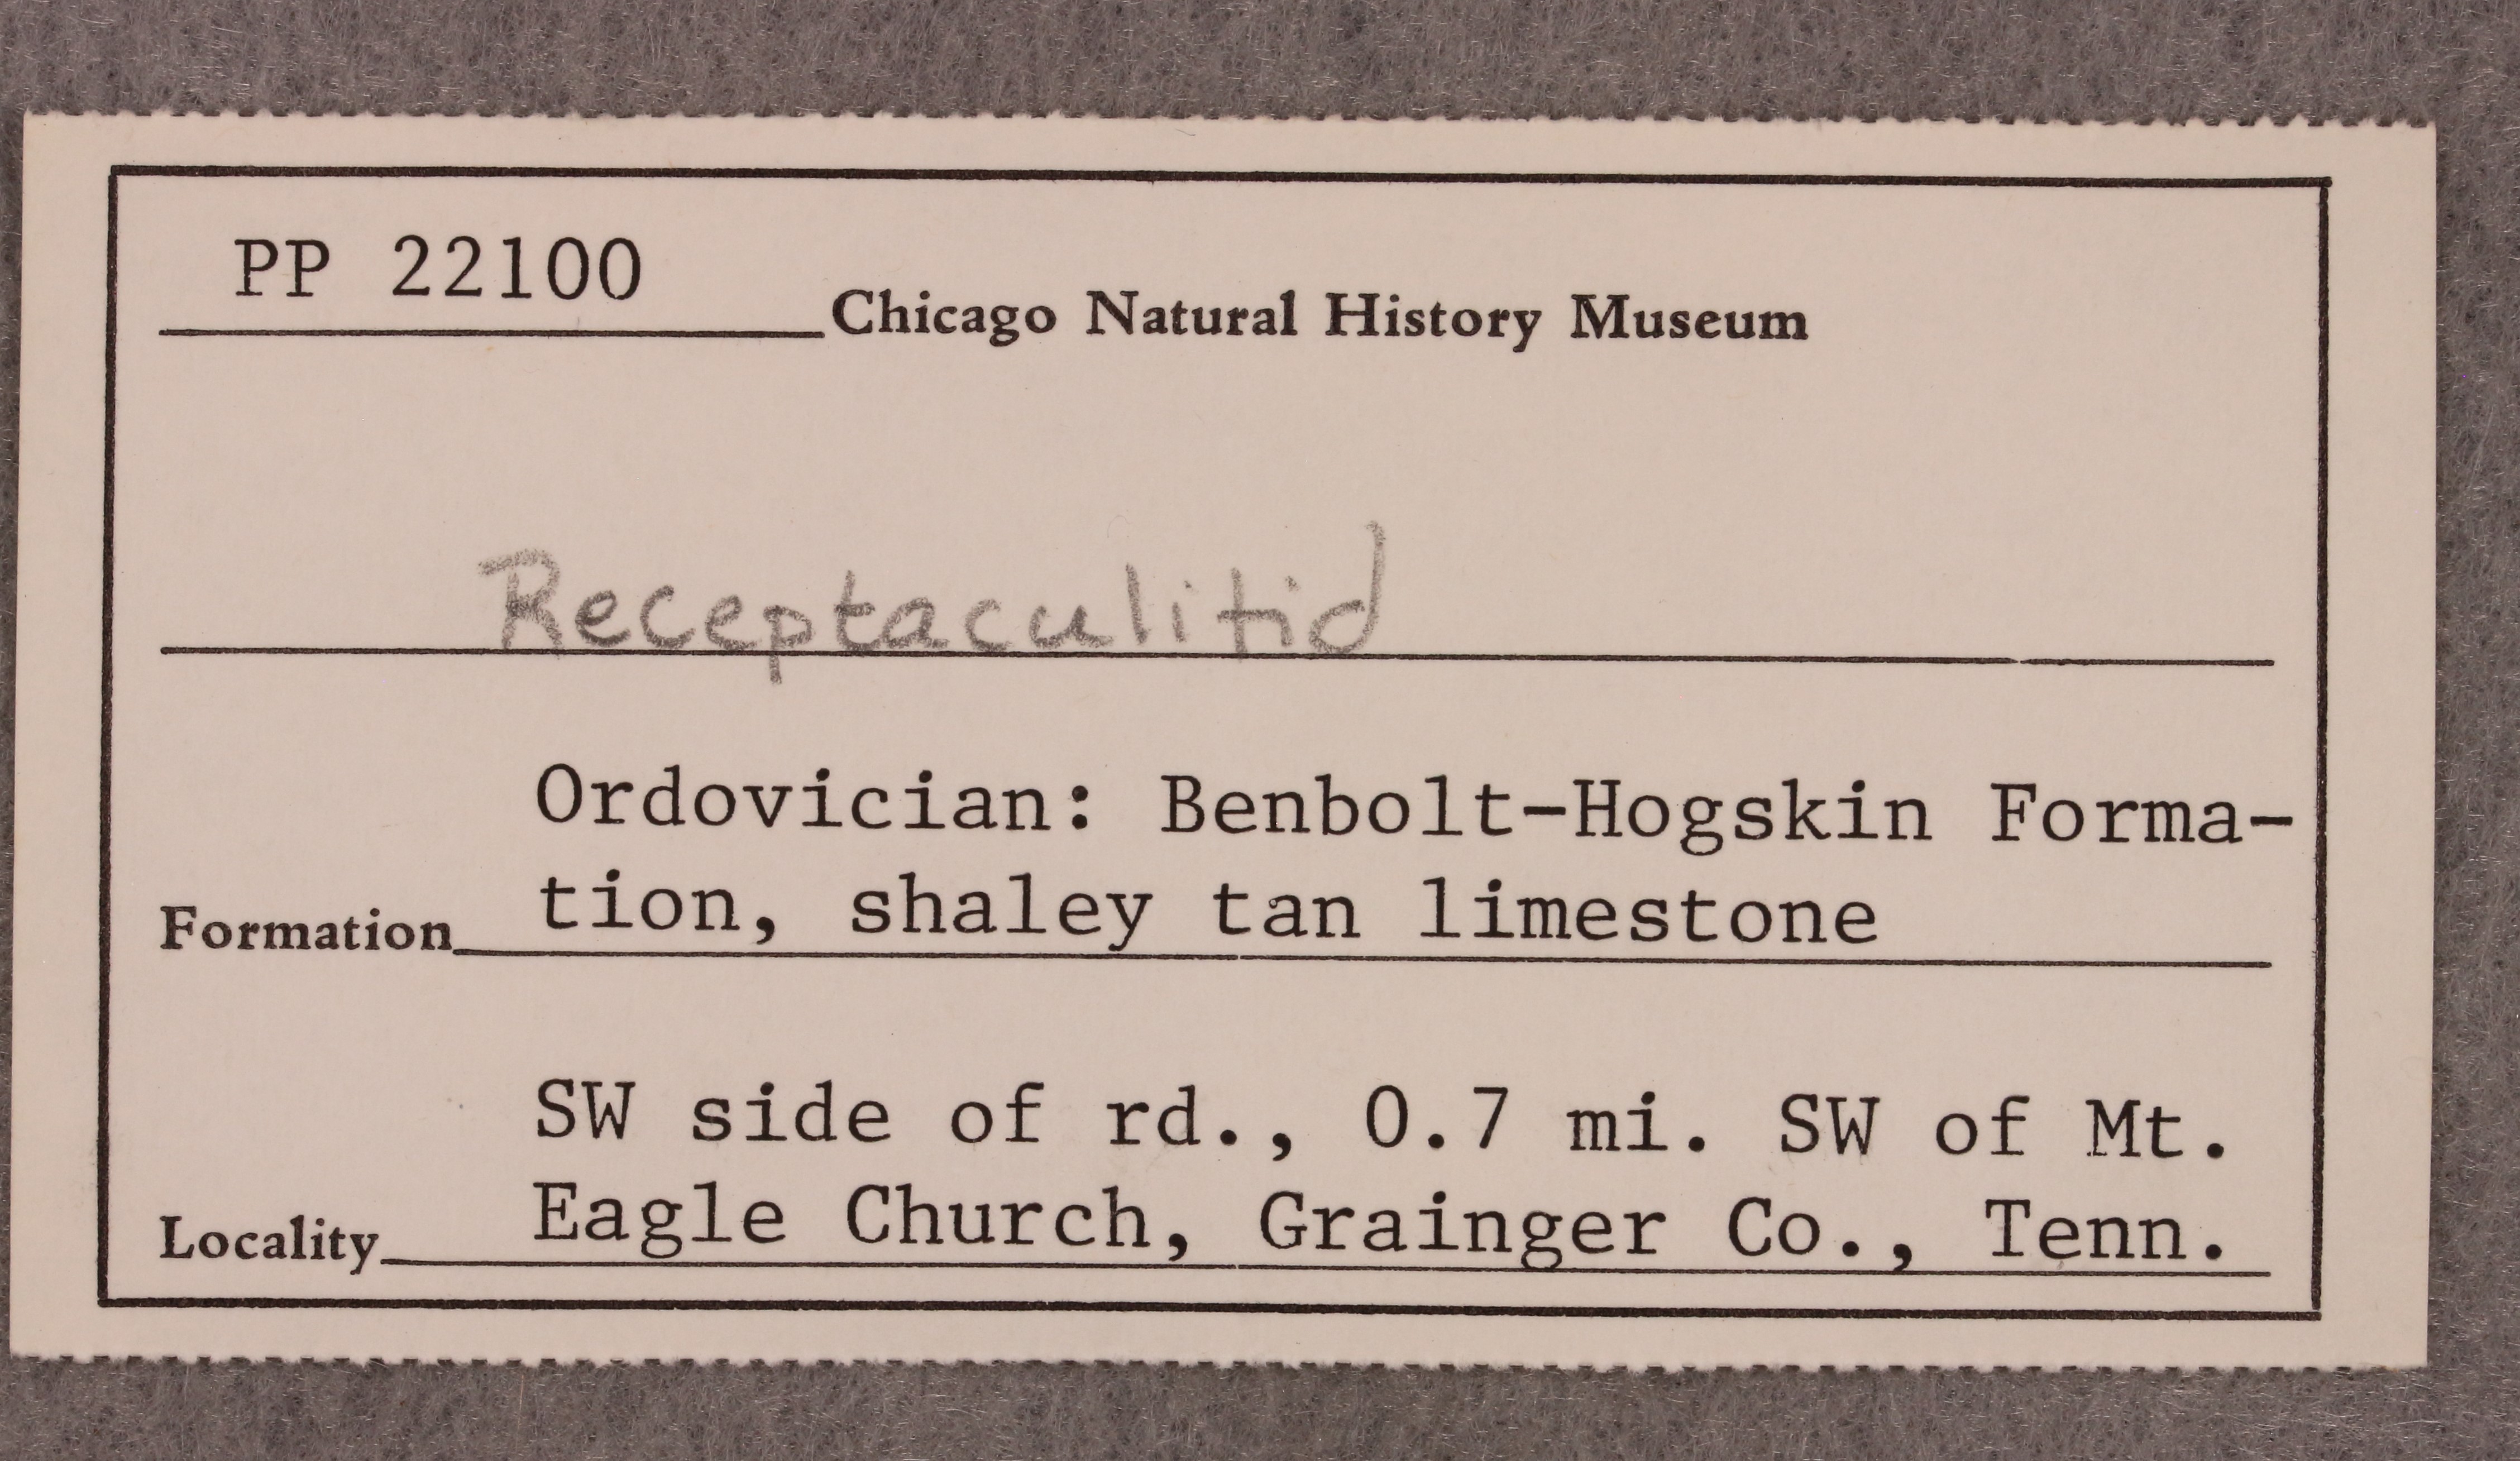 PP 22100
Chicago Natural History Museum
Receptaculitid
Ordovician: Benbolt-Hogskin Forma-
Formation tion, shaley tan limestone
SW side of rd., 0.7 mi. SW of Mt.
Locality Eagle Church, Grainger Co., Tenn.